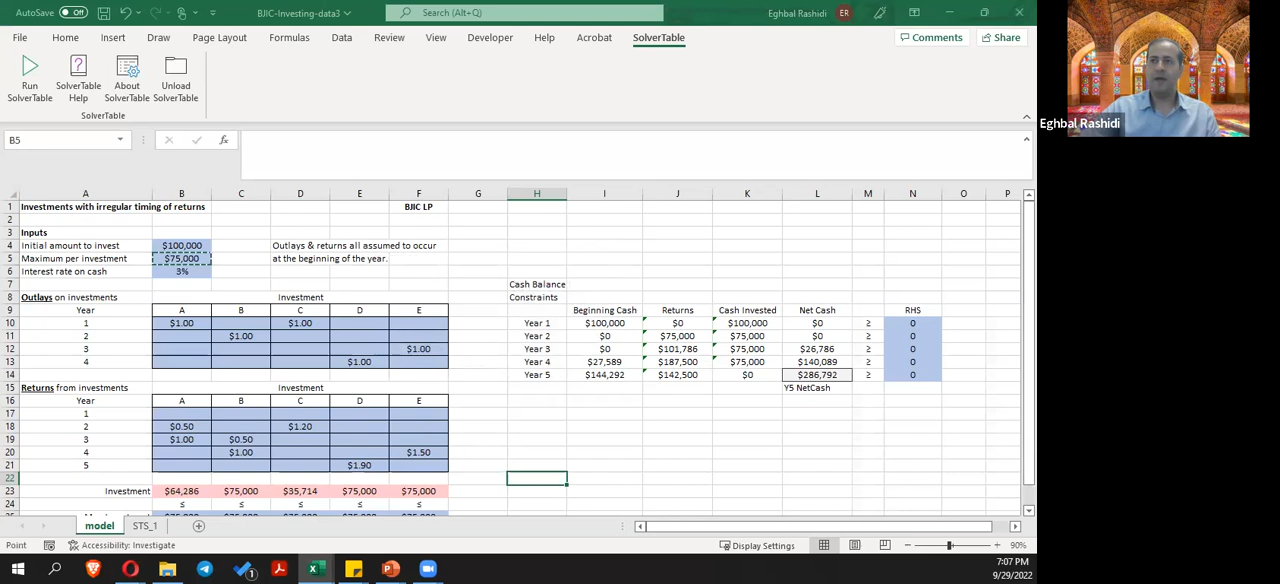 AutoSave Off BJIC-Investing-data3 Search (Alt+Q) Eghbal Rashidi ER
File Home Insert Draw Page Layout Formulas Data Review View Developer Help Acrobat SolverTable Comments Share
Run SolverTable About Unload
SolverTable Help SolverTable SolverTable
SolverTable
Eghbal Rashidi
B5 fx
A B C D E F G H I J K L M N O P
1 Investments with irregular timing of returns BJIC LP
2
3 Inputs
4 Initial amount to invest $100,000 Outlays & returns all assumed to occur
5 Maximum per investment $75,000 at the beginning of the year.
6 Interest rate on cash 3%
7 Cash Balance
8 Outlays on investments Investment Constraints
9 Year A B C D E Beginning Cash Returns Cash Invested Net Cash RHS
10 1 $1.00 $1.00 Year 1 $100,000 $0 $100,000 $0 ≥ 0
11 2 $1.00 Year 2 $0 $75,000 $75,000 $0 ≥ 0
12 3 $1.00 Year 3 $0 $101,786 $75,000 $26,786 ≥ 0
13 4 $1.00 Year 4 $27,589 $187,500 $75,000 $140,089 ≥ 0
14 Year 5 $144,292 $142,500 $0 $286,792 ≥ 0
15 Returns from investments Investment Y5 NetCash
16 Year A B C D E
17 1
18 2 $0.50 $1.20
19 3 $1.00 $0.50
20 4 $1.00 $1.50
21 5 $1.90
22
23 Investment $64,286 $75,000 $35,714 $75,000 $75,000
24 ≤ ≤ ≤ ≤ ≤
model STS_1
Point Accessibility: Investigate Display Settings 90%
1 7:07 PM
9/29/2022